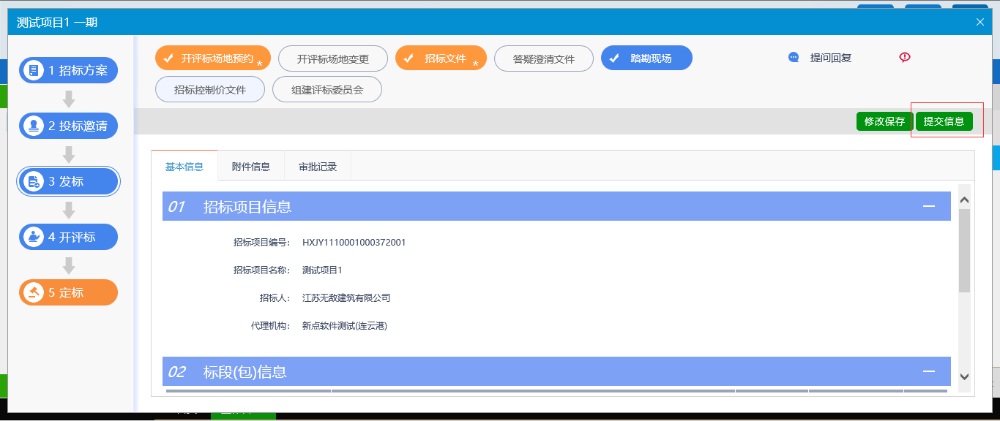 测试项目1 一期
1 招标方案
2 投标邀请
3 发标
4 开评标
5 定标
开评标场地预约 *
开评标场地变更
招标文件 *
答疑澄清文件
踏勘现场
提问回复
招标控制价文件
组建评标委员会
修改保存
提交信息
基本信息
附件信息
审批记录
01 招标项目信息
招标项目编号： HXJY1110001000372001
招标项目名称： 测试项目1
招标人： 江苏无敌建筑有限公司
代理机构： 新点软件测试(连云港)
02 标段(包)信息